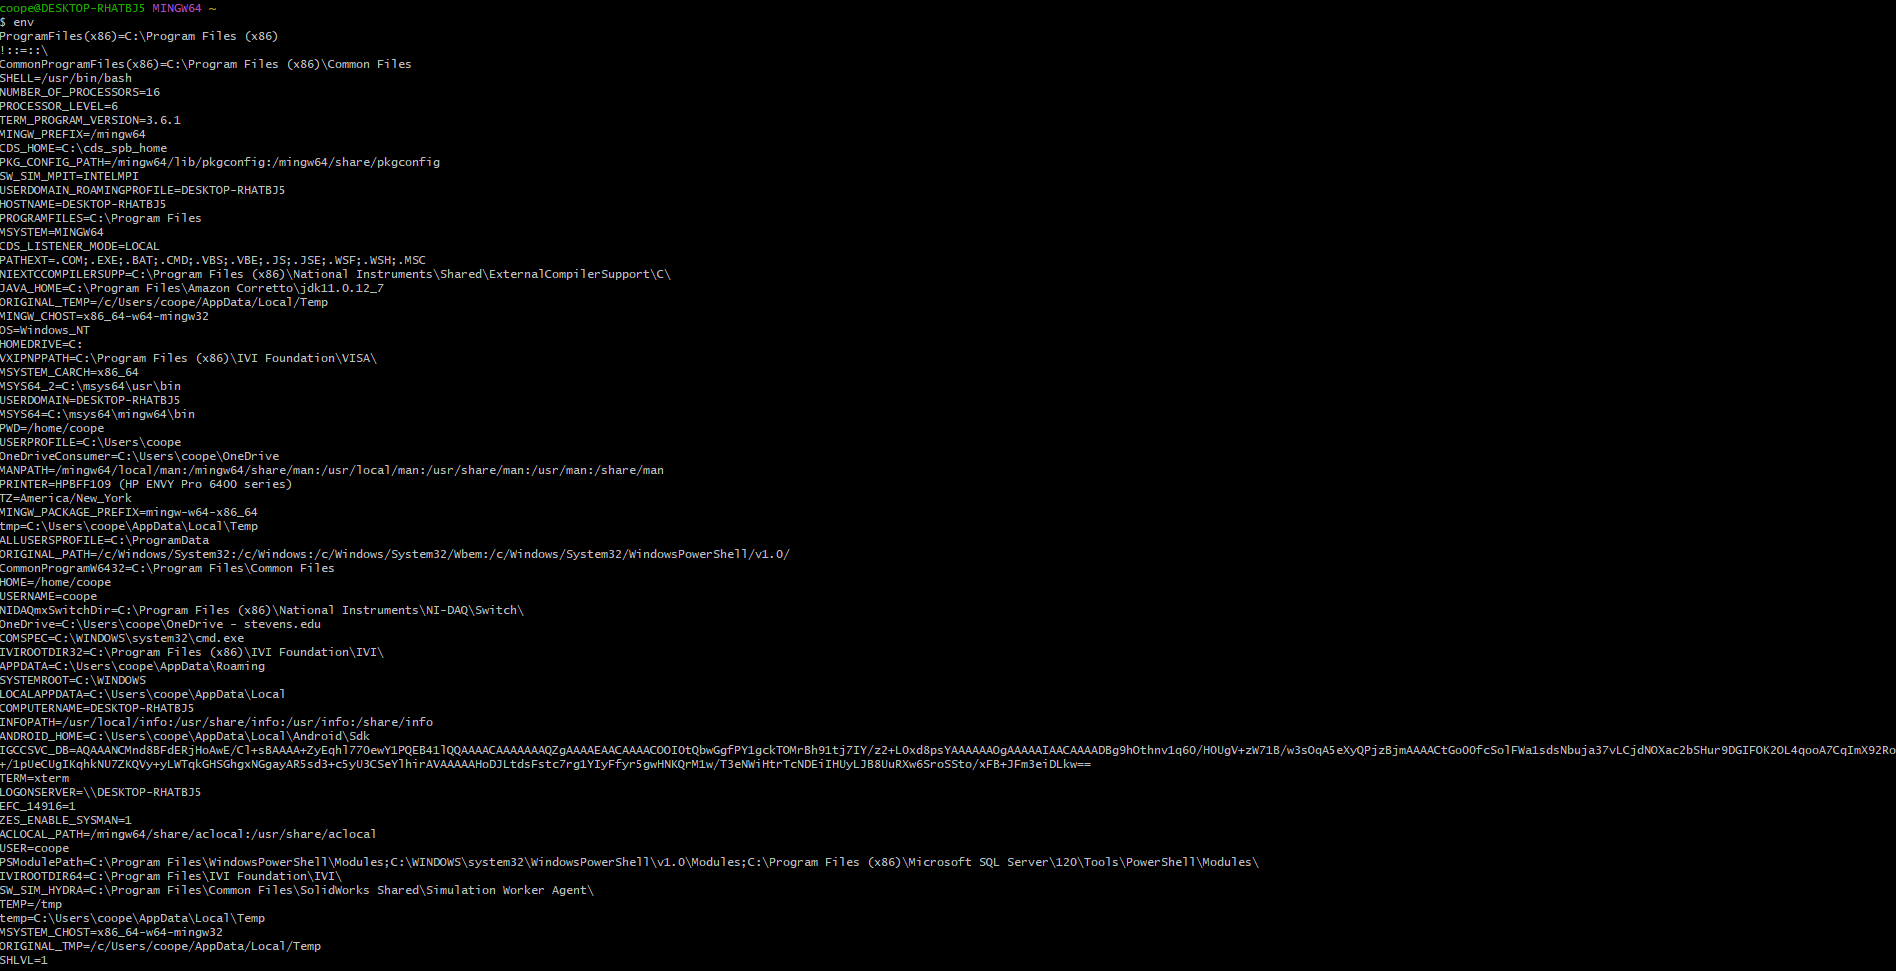 coope@DESKTOP-RHATBJ5 MINGW64 ~
$ env
ProgramFiles(x86)=C:\Program Files (x86)
!::=::\
CommonProgramFiles(x86)=C:\Program Files (x86)\Common Files
SHELL=/usr/bin/bash
NUMBER_OF_PROCESSORS=16
PROCESSOR_LEVEL=6
TERM_PROGRAM_VERSION=3.6.1
MINGW_PREFIX=/mingw64
CDS_HOME=C:\cds_spb_home
PKG_CONFIG_PATH=/mingw64/lib/pkgconfig:/mingw64/share/pkgconfig
SW_SIM_MPIT=INTELMPI
USERDOMAIN_ROAMINGPROFILE=DESKTOP-RHATBJ5
HOSTNAME=DESKTOP-RHATBJ5
PROGRAMFILES=C:\Program Files
MSYSTEM=MINGW64
CDS_LISTENER_MODE=LOCAL
PATHEXT=.COM;.EXE;.BAT;.CMD;.VBS;.VBE;.JS;.JSE;.WSF;.WSH;.MSC
NIEXTCCOMPILERSUPP=C:\Program Files (x86)\National Instruments\Shared\ExternalCompilerSupport\C\
JAVA_HOME=C:\Program Files\Amazon Corretto\jdk11.0.12_7
ORIGINAL_TEMP=/c/Users/coope/AppData/Local/Temp
MINGW_CHOST=x86_64-w64-mingw32
OS=Windows_NT
HOMEDRIVE=C:
VXIPNPPATH=C:\Program Files (x86)\IVI Foundation\VISA\
MSYSTEM_CARCH=x86_64
MSYS64_2=C:\msys64\usr\bin
USERDOMAIN=DESKTOP-RHATBJ5
MSYS64=C:\msys64\mingw64\bin
PWD=/home/coope
USERPROFILE=C:\Users\coope
OneDriveConsumer=C:\Users\coope\OneDrive
MANPATH=/mingw64/local/man:/mingw64/share/man:/usr/local/man:/usr/share/man:/usr/man:/share/man
PRINTER=HPBFF109 (HP ENVY Pro 6400 series)
TZ=America/New_York
MINGW_PACKAGE_PREFIX=mingw-w64-x86_64
tmp=C:\Users\coope\AppData\Local\Temp
ALLUSERSPROFILE=C:\ProgramData
ORIGINAL_PATH=/c/Windows/System32:/c/Windows:/c/Windows/System32/Wbem:/c/Windows/System32/WindowsPowerShell/v1.0/
CommonProgramW6432=C:\Program Files\Common Files
HOME=/home/coope
USERNAME=coope
NIDAQmxSwitchDir=C:\Program Files (x86)\National Instruments\NI-DAQ\Switch\
OneDrive=C:\Users\coope\OneDrive - stevens.edu
COMSPEC=C:\WINDOWS\system32\cmd.exe
IVIROOTDIR32=C:\Program Files (x86)\IVI Foundation\IVI\
APPDATA=C:\Users\coope\AppData\Roaming
SYSTEMROOT=C:\WINDOWS
LOCALAPPDATA=C:\Users\coope\AppData\Local
COMPUTERNAME=DESKTOP-RHATBJ5
INFOPATH=/usr/local/info:/usr/share/info:/usr/info:/share/info
ANDROID_HOME=C:\Users\coope\AppData\Local\Android\Sdk
TERM=xterm
LOGONSERVER=\\DESKTOP-RHATBJ5
EFC_14916=1
ZES_ENABLE_SYSMAN=1
ACLOCAL_PATH=/mingw64/share/aclocal:/usr/share/aclocal
USER=coope
PSModulePath=C:\Program Files\WindowsPowerShell\Modules;C:\WINDOWS\system32\WindowsPowerShell\v1.0\Modules;C:\Program Files (x86)\Microsoft SQL Server\120\Tools\PowerShell\Modules\
IVIROOTDIR64=C:\Program Files\IVI Foundation\IVI\
SW_SIM_HYDRA=C:\Program Files\Common Files\SolidWorks Shared\Simulation Worker Agent\
TEMP=/tmp
temp=C:\Users\coope\AppData\Local\Temp
MSYSTEM_CHOST=x86_64-w64-mingw32
ORIGINAL_TMP=/c/Users/coope/AppData/Local/Temp
SHLVL=1